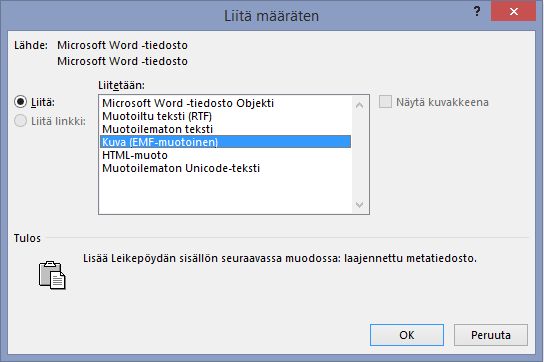 Liitä määräten
?
Lähde: Microsoft Word -tiedosto
Microsoft Word -tiedosto
Liitetään:
Liitä:
Liitä linkki:
Microsoft Word -tiedosto Objekti
Muotoiltu teksti (RTF)
Muotoilematon teksti
Kuva (EMF-muotoinen)
HTML-muoto
Muotoilematon Unicode-teksti
Näytä kuvakkeena
Tulos
Lisää Leikepöydän sisällön seuraavassa muodossa: laajennettu metatiedosto.
OK
Peruuta